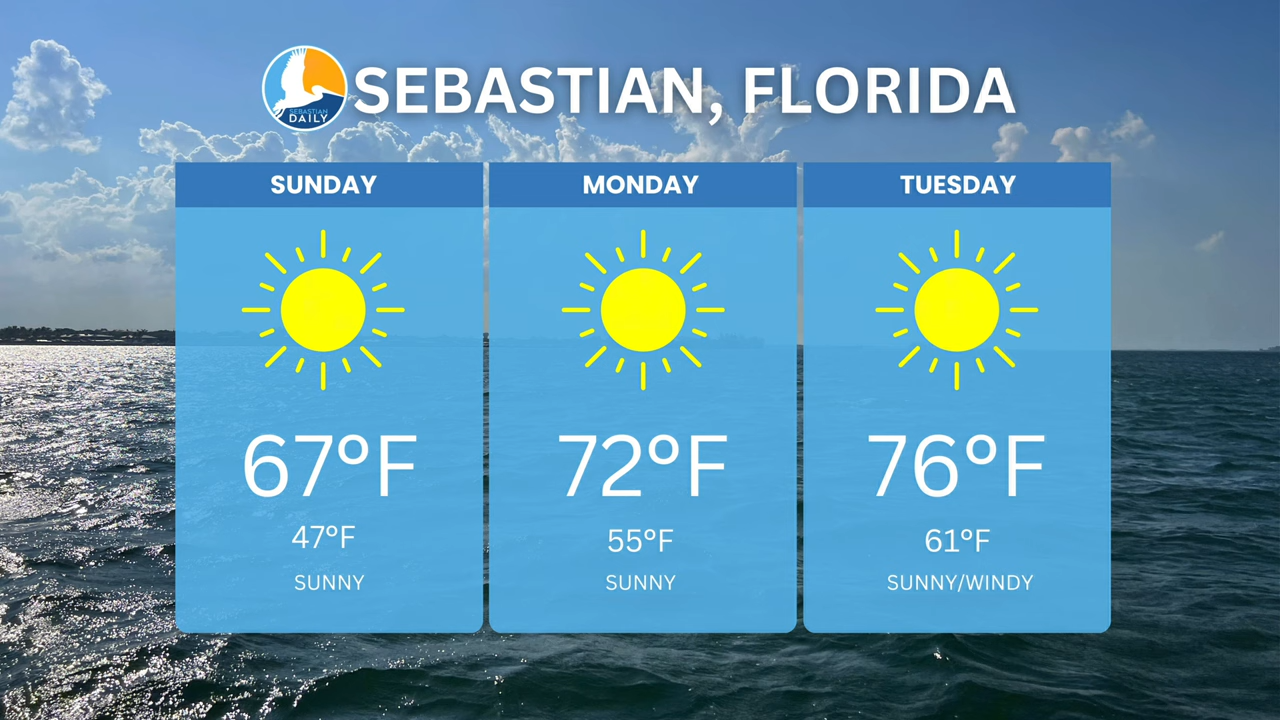 SEBASTIAN
DAILY
SEBASTIAN, FLORIDA
SUNDAY
67°F
47°F
SUNNY
MONDAY
72°F
55°F
SUNNY
TUESDAY
76°F
61°F
SUNNY/WINDY